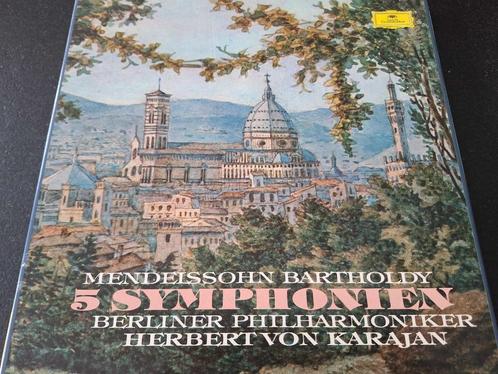 MENDELSSOHN BARTHOLDY
5 SYMPHONIEN
BERLINER PHILHARMONIKER
HERBERT VON KARAJAN